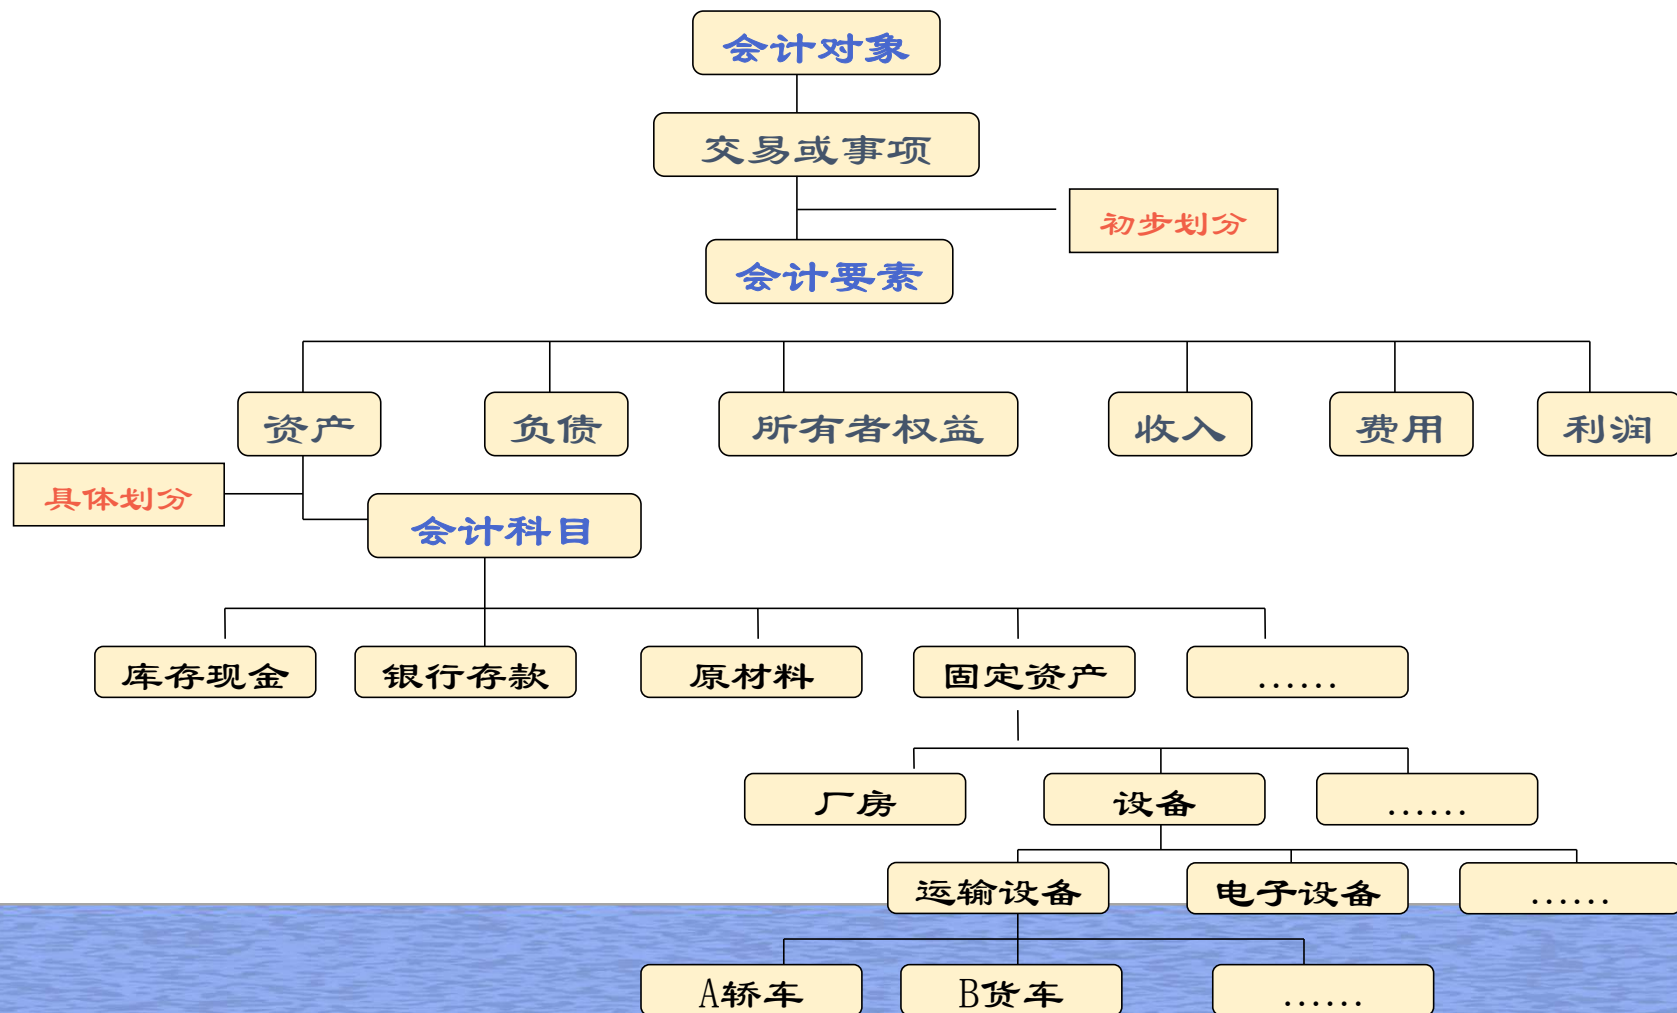 会计对象
交易或事项
初步划分
会计要素
资产 负债 所有者权益 收入 费用 利润
具体划分
会计科目
库存现金 银行存款 原材料 固定资产 ......
厂房 设备 ......
运输设备 电子设备 ......
A轿车 B货车 ......